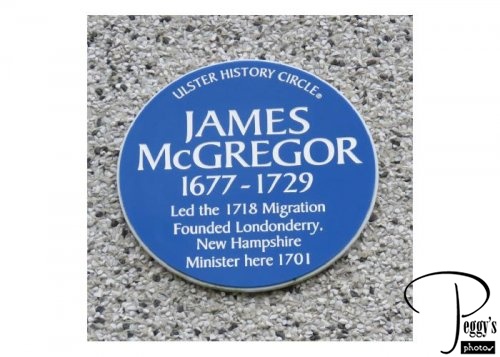 ULSTER HISTORY CIRCLE®
JAMES
McGREGOR
1677 - 1729
Led the 1718 Migration
Founded Londonderry,
New Hampshire
Minister here 1701
Peggy's
photos